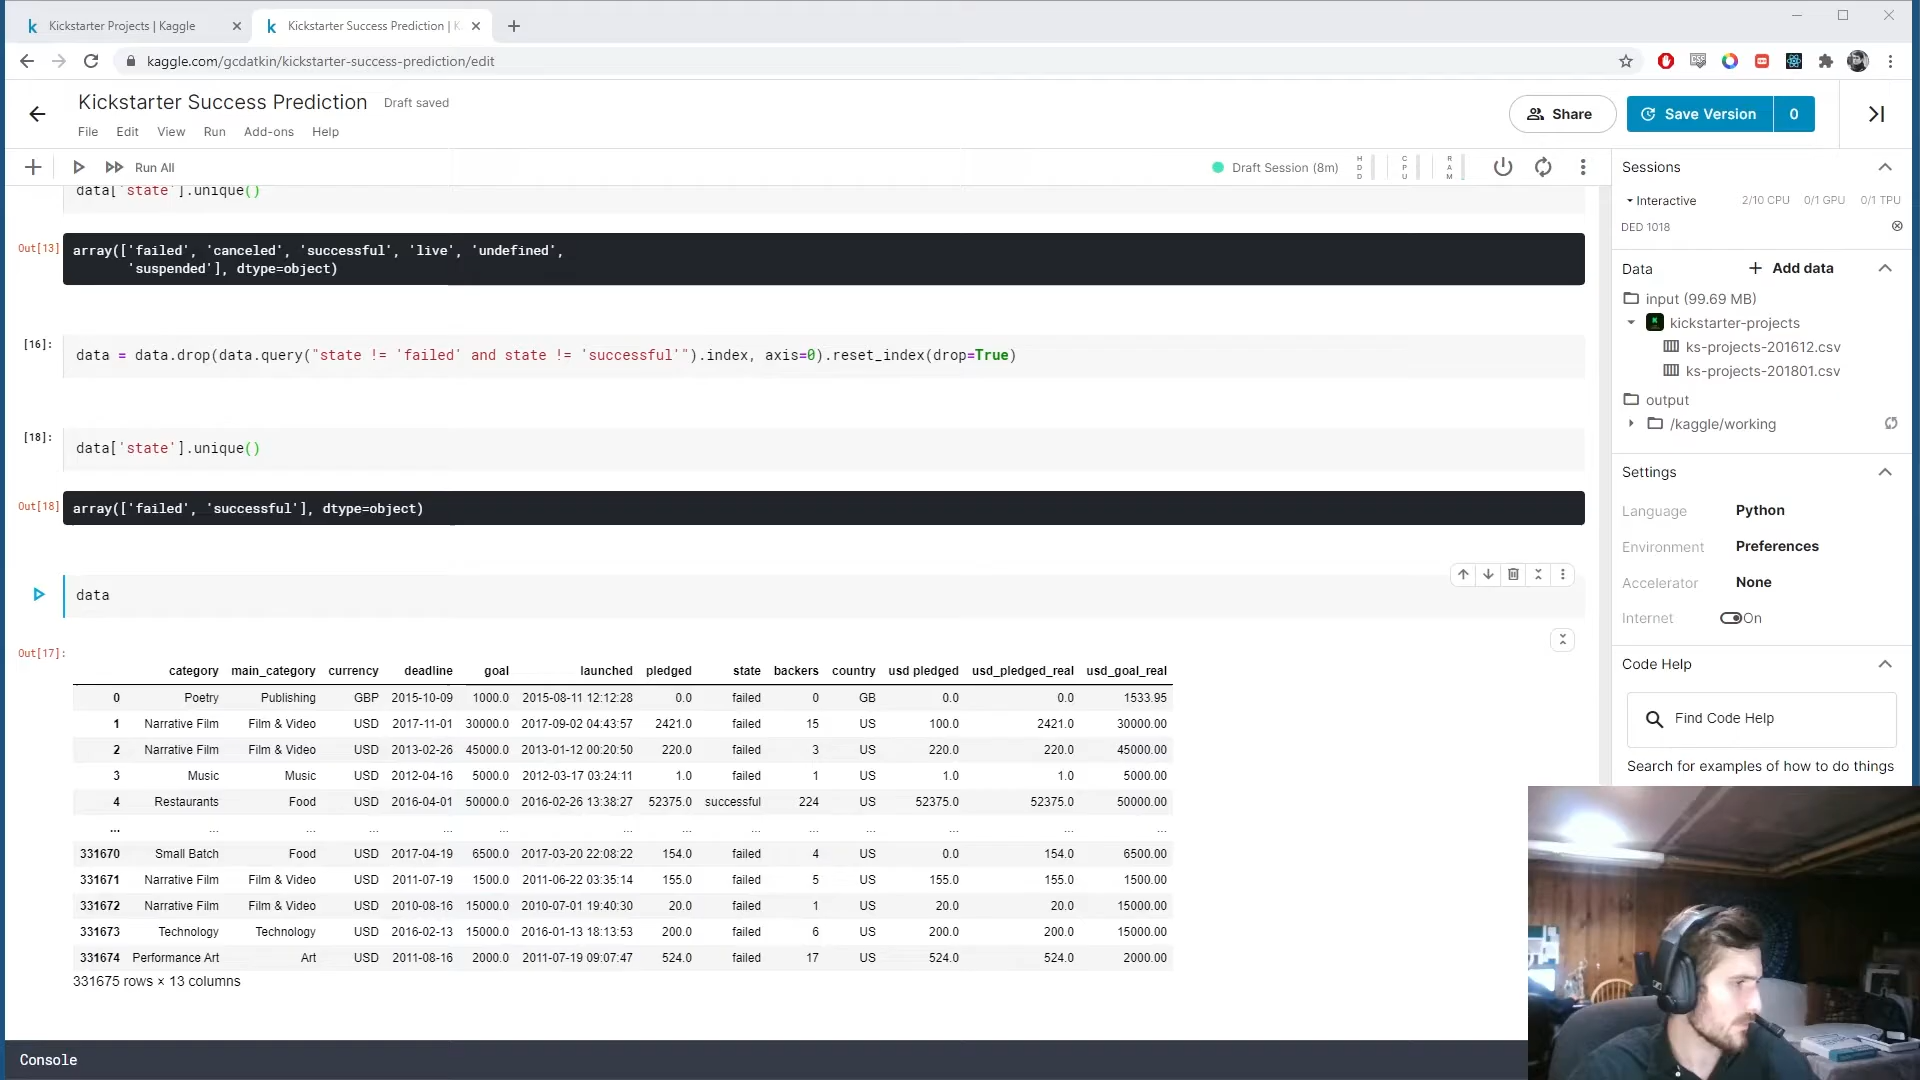 Kickstarter Projects | Kaggle
Kickstarter Success Prediction | K
kaggle.com/gcdatkin/kickstarter-success-prediction/edit
Kickstarter Success Prediction Draft saved
File Edit View Run Add-ons Help
Share
Save Version 0
Run All
Draft Session (8m) HDD CPU RAM
data['state'].unique()
Out[13]
array(['failed', 'canceled', 'successful', 'live', 'undefined',
'suspended'], dtype=object)
[16]:
data = data.drop(data.query("state != 'failed' and state != 'successful'").index, axis=0).reset_index(drop=True)
[18]:
data['state'].unique()
Out[18]
array(['failed', 'successful'], dtype=object)
data
Out[17]:
category main_category currency deadline goal launched pledged state backers country usd pledged usd_pledged_real usd_goal_real
0 Poetry Publishing GBP 2015-10-09 1000.0 2015-08-11 12:12:28 0.0 failed 0 GB 0.0 0.0 1533.95
1 Narrative Film Film & Video USD 2017-11-01 30000.0 2017-09-02 04:43:57 2421.0 failed 15 US 100.0 2421.0 30000.00
2 Narrative Film Film & Video USD 2013-02-26 45000.0 2013-01-12 00:20:50 220.0 failed 3 US 220.0 220.0 45000.00
3 Music Music USD 2012-04-16 5000.0 2012-03-17 03:24:11 1.0 failed 1 US 1.0 1.0 5000.00
4 Restaurants Food USD 2016-04-01 50000.0 2016-02-26 13:38:27 52375.0 successful 224 US 52375.0 52375.0 50000.00
... ... ... ... ... ... ... ... ... ... ... ... ... ...
331670 Small Batch Food USD 2017-04-19 6500.0 2017-03-20 22:08:22 154.0 failed 4 US 0.0 154.0 6500.00
331671 Narrative Film Film & Video USD 2011-07-19 1500.0 2011-06-22 03:35:14 155.0 failed 5 US 155.0 155.0 1500.00
331672 Narrative Film Film & Video USD 2010-08-16 15000.0 2010-07-01 19:40:30 20.0 failed 1 US 20.0 20.0 15000.00
331673 Technology Technology USD 2016-02-13 15000.0 2016-01-13 18:13:53 200.0 failed 6 US 200.0 200.0 15000.00
331674 Performance Art Art USD 2011-08-16 2000.0 2011-07-19 09:07:47 524.0 failed 17 US 524.0 524.0 2000.00
331675 rows × 13 columns
Console
Sessions
Interactive 2/10 CPU 0/1 GPU 0/1 TPU
DED 1018
Data + Add data
input (99.69 MB)
kickstarter-projects
ks-projects-201612.csv
ks-projects-201801.csv
output
/kaggle/working
Settings
Language Python
Environment Preferences
Accelerator None
Internet On
Code Help
Find Code Help
Search for examples of how to do things